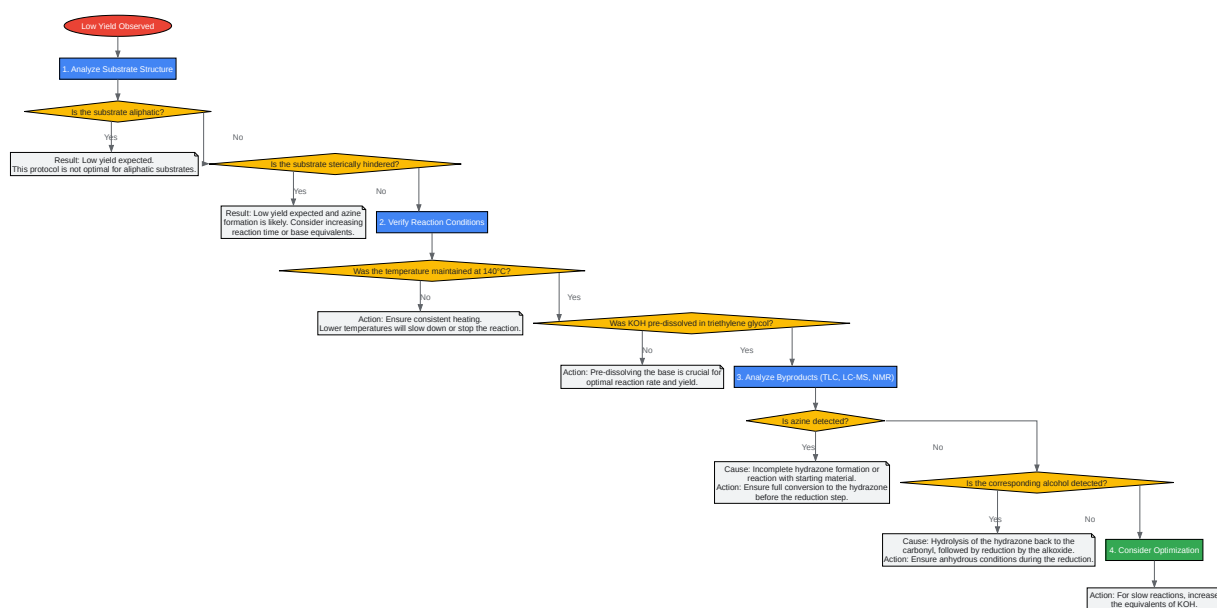 Low Yield Observed
1. Analyze Substrate Structure
Is the substrate aliphatic?
Yes
No
Result: Low yield expected.
This protocol is not optimal for aliphatic substrates.
Is the substrate sterically hindered?
Yes
No
Result: Low yield expected and azine
formation is likely. Consider increasing
reaction time or base equivalents.
2. Verify Reaction Conditions
Was the temperature maintained at 140°C?
No
Yes
Action: Ensure consistent heating.
Lower temperatures will slow down or stop the reaction.
Was KOH pre-dissolved in triethylene glycol?
No
Yes
Action: Pre-dissolving the base is crucial for
optimal reaction rate and yield.
3. Analyze Byproducts (TLC, LC-MS, NMR)
Is azine detected?
Yes
No
Cause: Incomplete hydrazone formation or
reaction with starting material.
Action: Ensure full conversion to the hydrazone
before the reduction step.
Is the corresponding alcohol detected?
Yes
No
Cause: Hydrolysis of the hydrazone back to the
carbonyl, followed by reduction by the alkoxide.
Action: Ensure anhydrous conditions during the reduction.
4. Consider Optimization
Action: For slow reactions, increase
the equivalents of KOH.